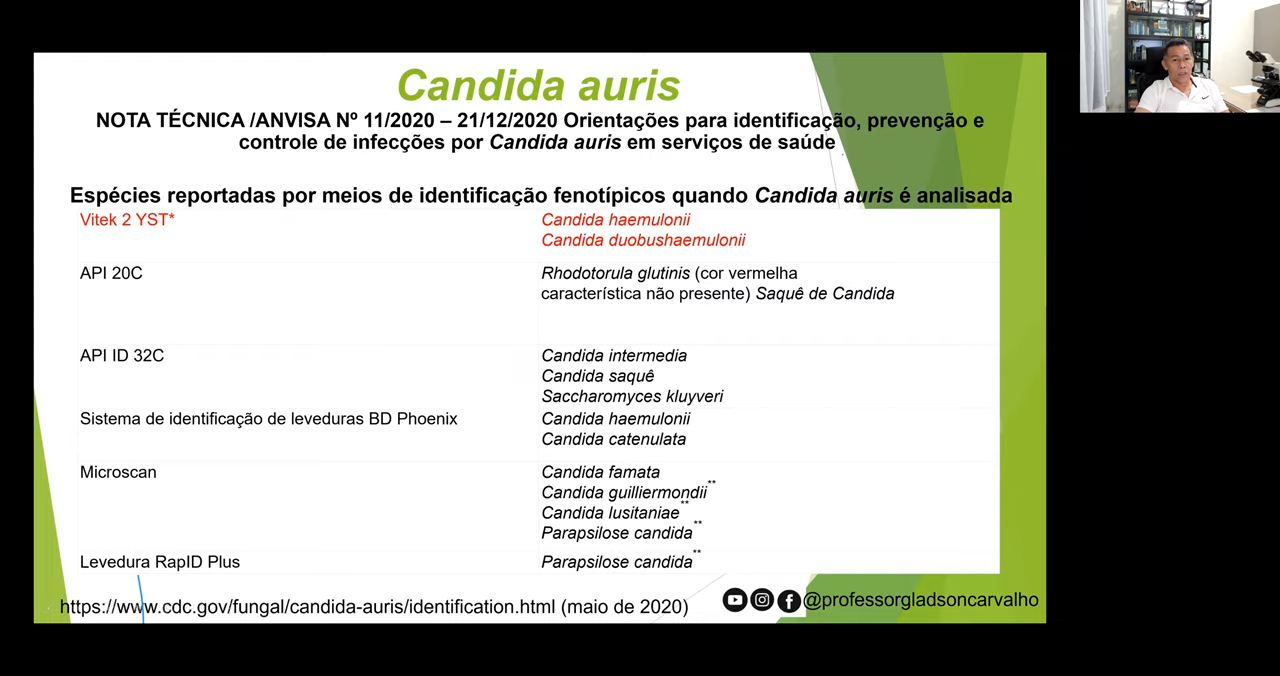 Candida auris
NOTA TÉCNICA /ANVISA Nº 11/2020 – 21/12/2020 Orientações para identificação, prevenção e
controle de infecções por Candida auris em serviços de saúde
Espécies reportadas por meios de identificação fenotípicos quando Candida auris é analisada
Vitek 2 YST*
Candida haemulonii
Candida duobushaemulonii
API 20C
Rhodotorula glutinis (cor vermelha
característica não presente) Saquê de Candida
API ID 32C
Candida intermedia
Candida saquê
Saccharomyces kluyveri
Sistema de identificação de leveduras BD Phoenix
Candida haemulonii
Candida catenulata
Microscan
Candida famata
Candida guilliermondii**
Candida lusitaniae**
Parapsilose candida**
Levedura RapID Plus
Parapsilose candida**
https://www.cdc.gov/fungal/candida-auris/identification.html (maio de 2020)
@professorgladsoncarvalho